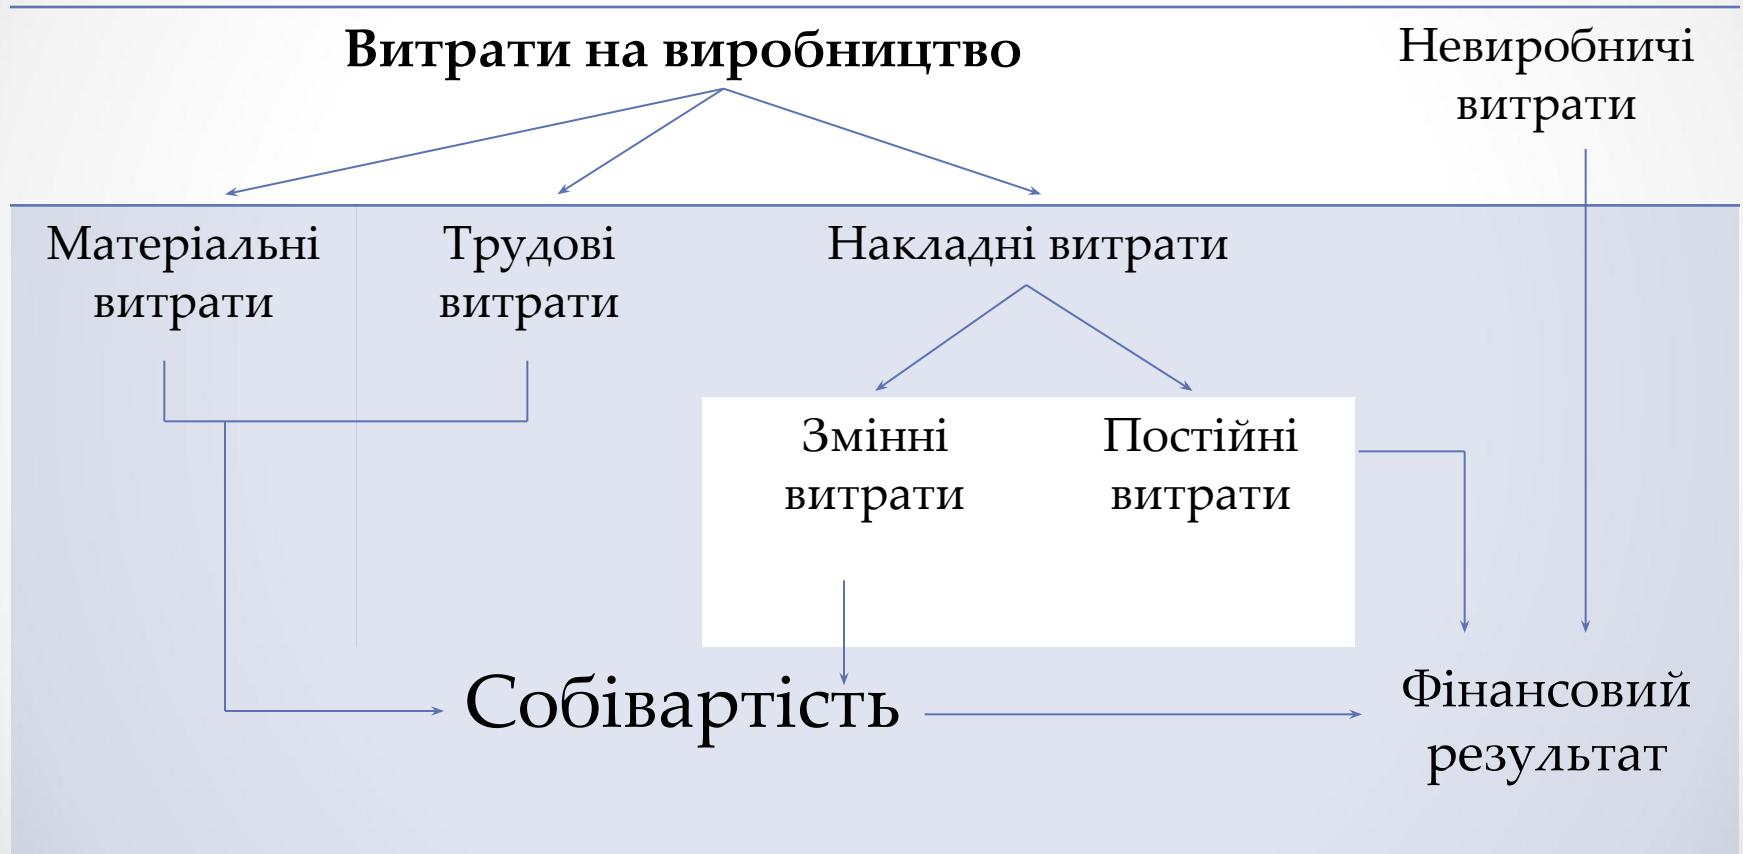 Витрати на виробництво
Невиробничі
витрати
Матеріальні
витрати
Трудові
витрати
Накладні витрати
Змінні
витрати
Постійні
витрати
Собівартість
Фінансовий
результат